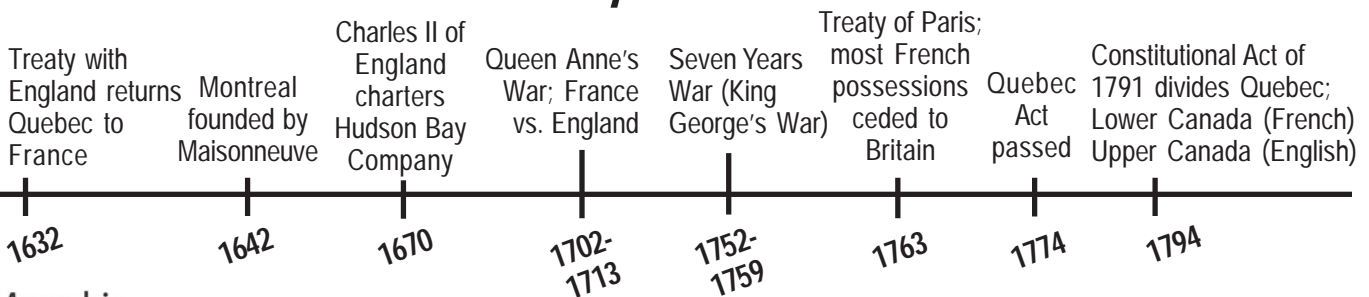 Treaty with
England returns
Quebec to
France
Montreal
founded by
Maisonneuve
Charles II of
England
charters
Hudson Bay
Company
Queen Anne's
War; France
vs. England
Seven Years
War (King
George's War)
Treaty of Paris;
most French
possessions
ceded to
Britain
Quebec
Act
passed
Constitutional Act of
1791 divides Quebec;
Lower Canada (French)
Upper Canada (English)
1632
1642
1670
1702-
1713
1752-
1759
1763
1774
1794